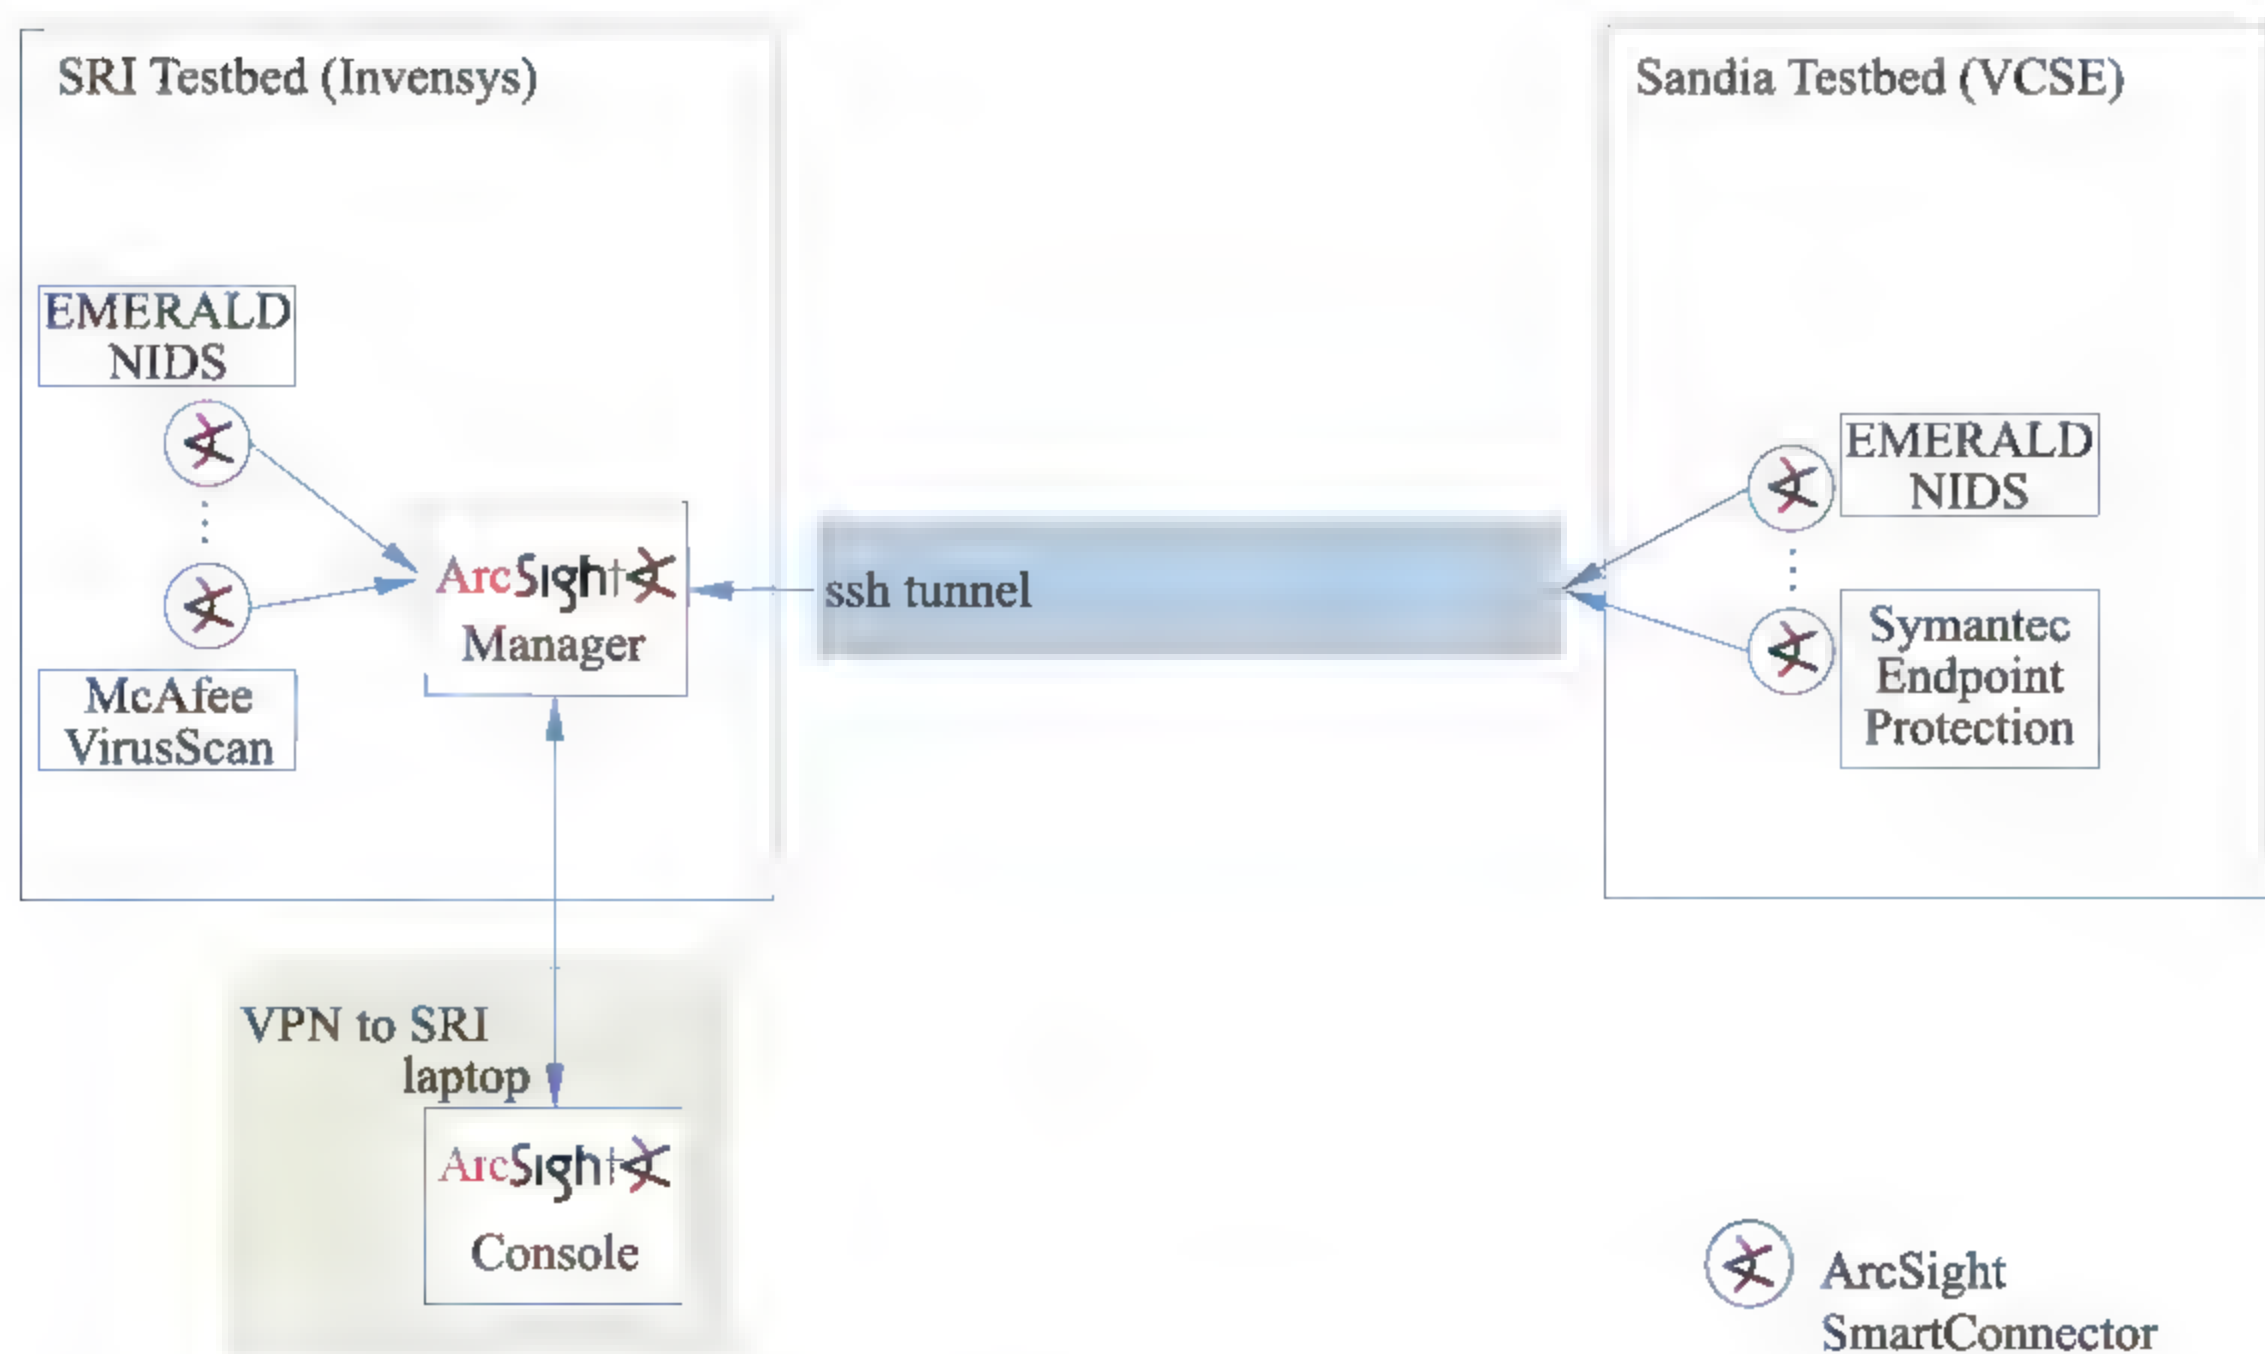 SRI Testbed (Invensys)
EMERALD
NIDS
McAfee
VirusScan
ArcSight
Manager
ssh tunnel
Sandia Testbed (VCSE)
EMERALD
NIDS
Symantec
Endpoint
Protection
VPN to SRI
laptop
ArcSight
Console
ArcSight
SmartConnector